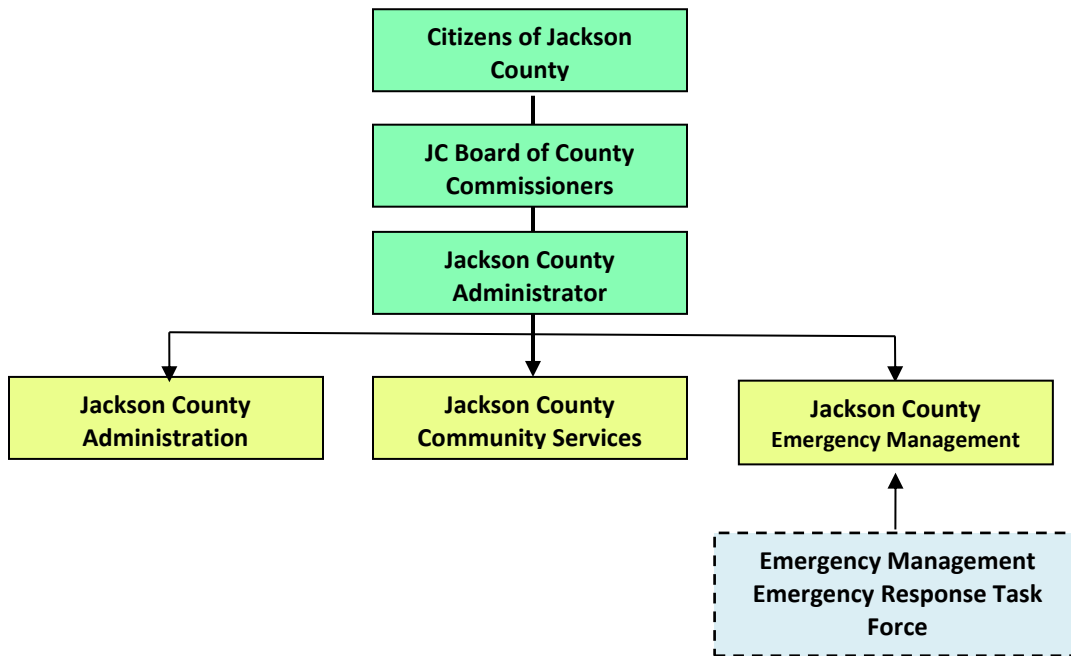 Citizens of Jackson
County
JC Board of County
Commissioners
Jackson County
Administrator
Jackson County
Administration
Jackson County
Community Services
Jackson County
Emergency Management
Emergency Management
Emergency Response Task
Force